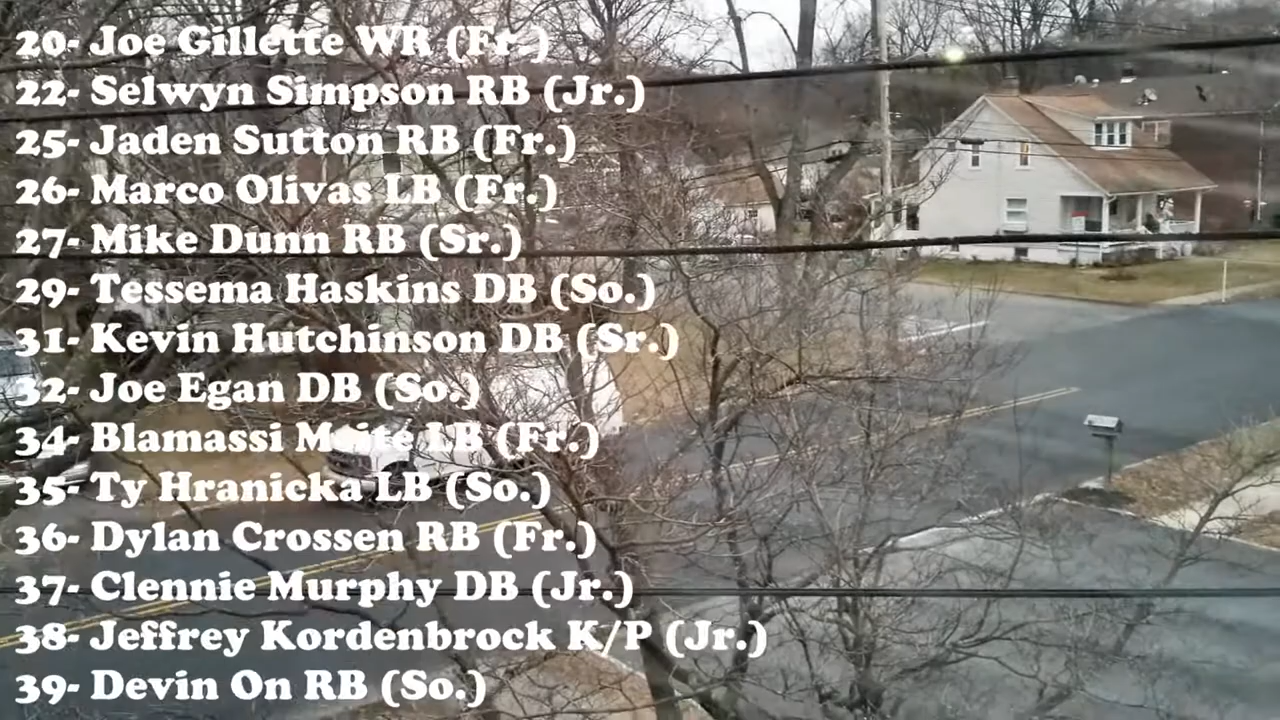 20- Joe Gillette WR (Fr.)
22- Selwyn Simpson RB (Jr.)
25- Jaden Sutton RB (Fr.)
26- Marco Olivas LB (Fr.)
27- Mike Dunn RB (Sr.)
29- Tessema Haskins DB (So.)
31- Kevin Hutchinson DB (Sr.)
32- Joe Egan DB (So.)
34- Blamassi Moite LB (Fr.)
35- Ty Hranicka LB (So.)
36- Dylan Crossen RB (Fr.)
37- Clennie Murphy DB (Jr.)
38- Jeffrey Kordenbrock K/P (Jr.)
39- Devin On RB (So.)